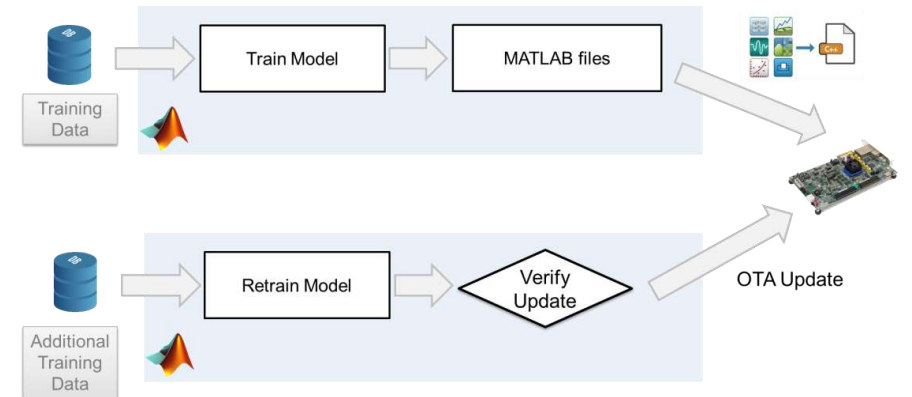 Train Model
MATLAB files
C++
Training
Data
Retrain Model
Verify
Update
OTA Update
Additional
Training
Data